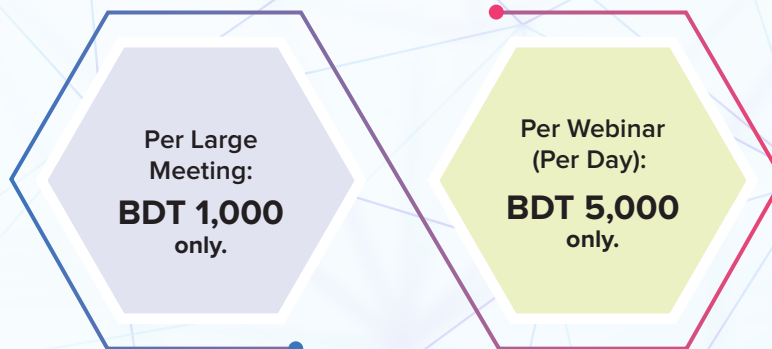 Per Large
Meeting:
BDT 1,000
only.
Per Webinar
(Per Day):
BDT 5,000
only.